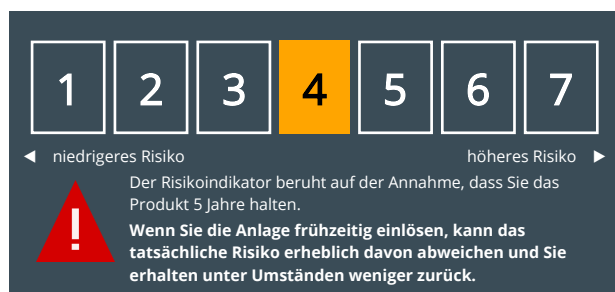 1 2 3 4 5 6 7
◄ niedrigeres Risiko höheres Risiko ►
Der Risikoindikator beruht auf der Annahme, dass Sie das
Produkt 5 Jahre halten.
Wenn Sie die Anlage frühzeitig einlösen, kann das
tatsächliche Risiko erheblich davon abweichen und Sie
erhalten unter Umständen weniger zurück.
!